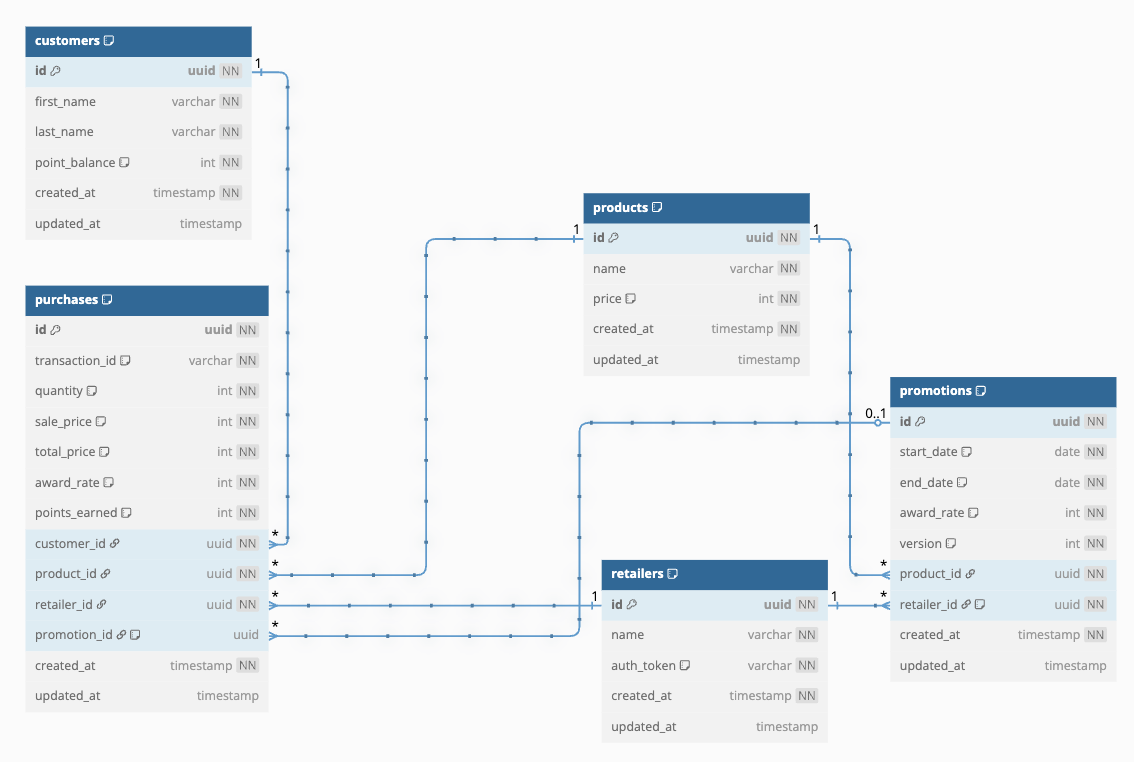 customers
id uuid NN
first_name varchar NN
last_name varchar NN
point_balance int NN
created_at timestamp NN
updated_at timestamp
1
purchases
id uuid NN
transaction_id varchar NN
quantity int NN
sale_price int NN
total_price int NN
award_rate int NN
points_earned int NN
customer_id uuid NN
product_id uuid NN
retailer_id uuid NN
promotion_id uuid
created_at timestamp NN
updated_at timestamp
*
*
*
*
1
products
id uuid NN
name varchar NN
price int NN
created_at timestamp NN
updated_at timestamp
1
1
retailers
id uuid NN
name varchar NN
auth_token varchar NN
created_at timestamp NN
updated_at timestamp
1
0..1
promotions
id uuid NN
start_date date NN
end_date date NN
award_rate int NN
version int NN
product_id uuid NN
retailer_id uuid NN
created_at timestamp NN
updated_at timestamp
*
*